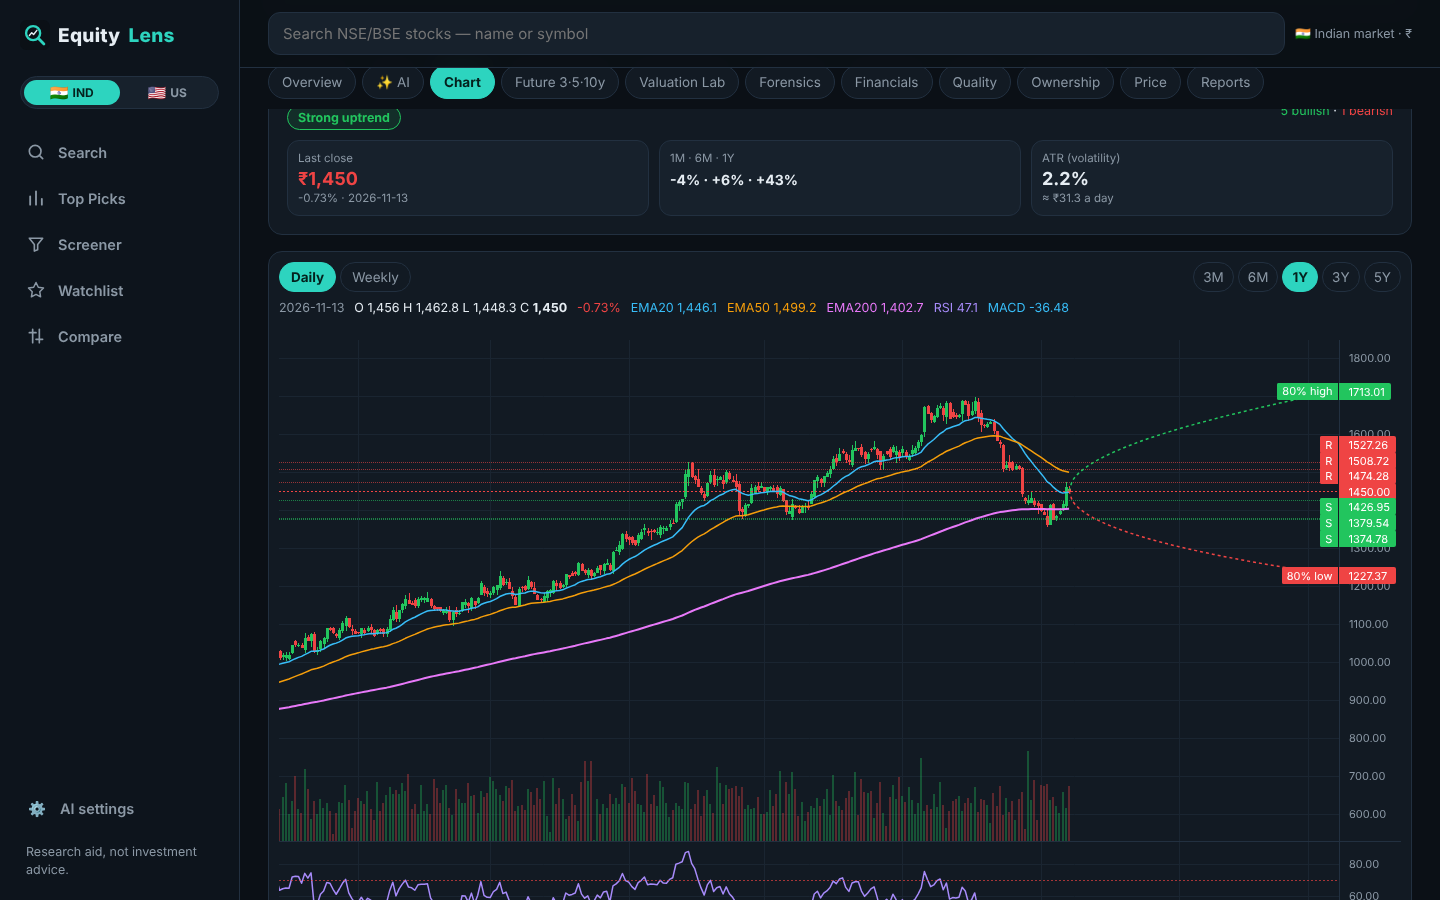 Equity Lens
Search NSE/BSE stocks — name or symbol
🇮🇳 Indian market · ₹
🇮🇳 IND
🇺🇸 US
Overview
✨ AI
Chart
Future 3·5·10y
Valuation Lab
Forensics
Financials
Quality
Ownership
Price
Reports
Search
Top Picks
Screener
Watchlist
Compare
AI settings
Research aid, not investment
advice.
Strong uptrend
5 bullish · 1 bearish
Last close
₹1,450
-0.73% · 2026-11-13
1M · 6M · 1Y
-4% · +6% · +43%
ATR (volatility)
2.2%
≈ ₹31.3 a day
Daily
Weekly
3M
6M
1Y
3Y
5Y
2026-11-13 O 1,456 H 1,462.8 L 1,448.3 C 1,450 -0.73% EMA20 1,446.1 EMA50 1,499.2 EMA200 1,402.7 RSI 47.1 MACD -36.48
1800.00
80% high 1713.01
1600.00
R 1527.26
R 1508.72
R 1474.28
1450.00
S 1426.95
S 1379.54
S 1374.78
1300.00
80% low 1227.37
1200.00
1100.00
1000.00
900.00
800.00
700.00
600.00
80.00
60.00